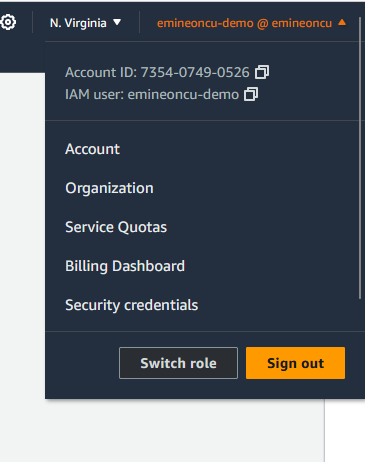 N. Virginia
emineoncu-demo @ emineoncu
Account ID: 7354-0749-0526
IAM user: emineoncu-demo
Account
Organization
Service Quotas
Billing Dashboard
Security credentials
Switch role
Sign out